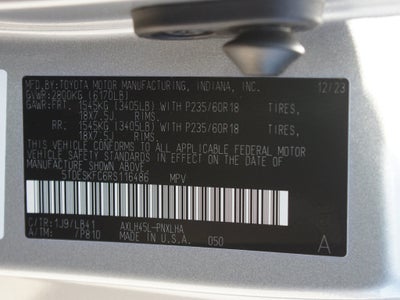 MFD.BY:TOYOTA MOTOR MANUFACTURING, INDIANA, INC. 12/23
GVWR:2800KG (6170LB)
GAWR:FRT. 1545KG (3405LB) WITH P235/60R18 TIRES,
18X7.5J RIMS.
RR. 1545KG (3405LB) WITH P235/60R18 TIRES,
18X7.5J RIMS.
THIS VEHICLE CONFORMS TO ALL APPLICABLE FEDERAL MOTOR
VEHICLE SAFETY STANDARDS IN EFFECT ON THE DATE OF
MANUFACTURE SHOWN ABOVE.
5TDESKFC6RS116486 MPV
C/TR:1J9/LB41 AXLH45L-PNXLHA
A/TM: /P810 MADE IN U.S.A. 050 A